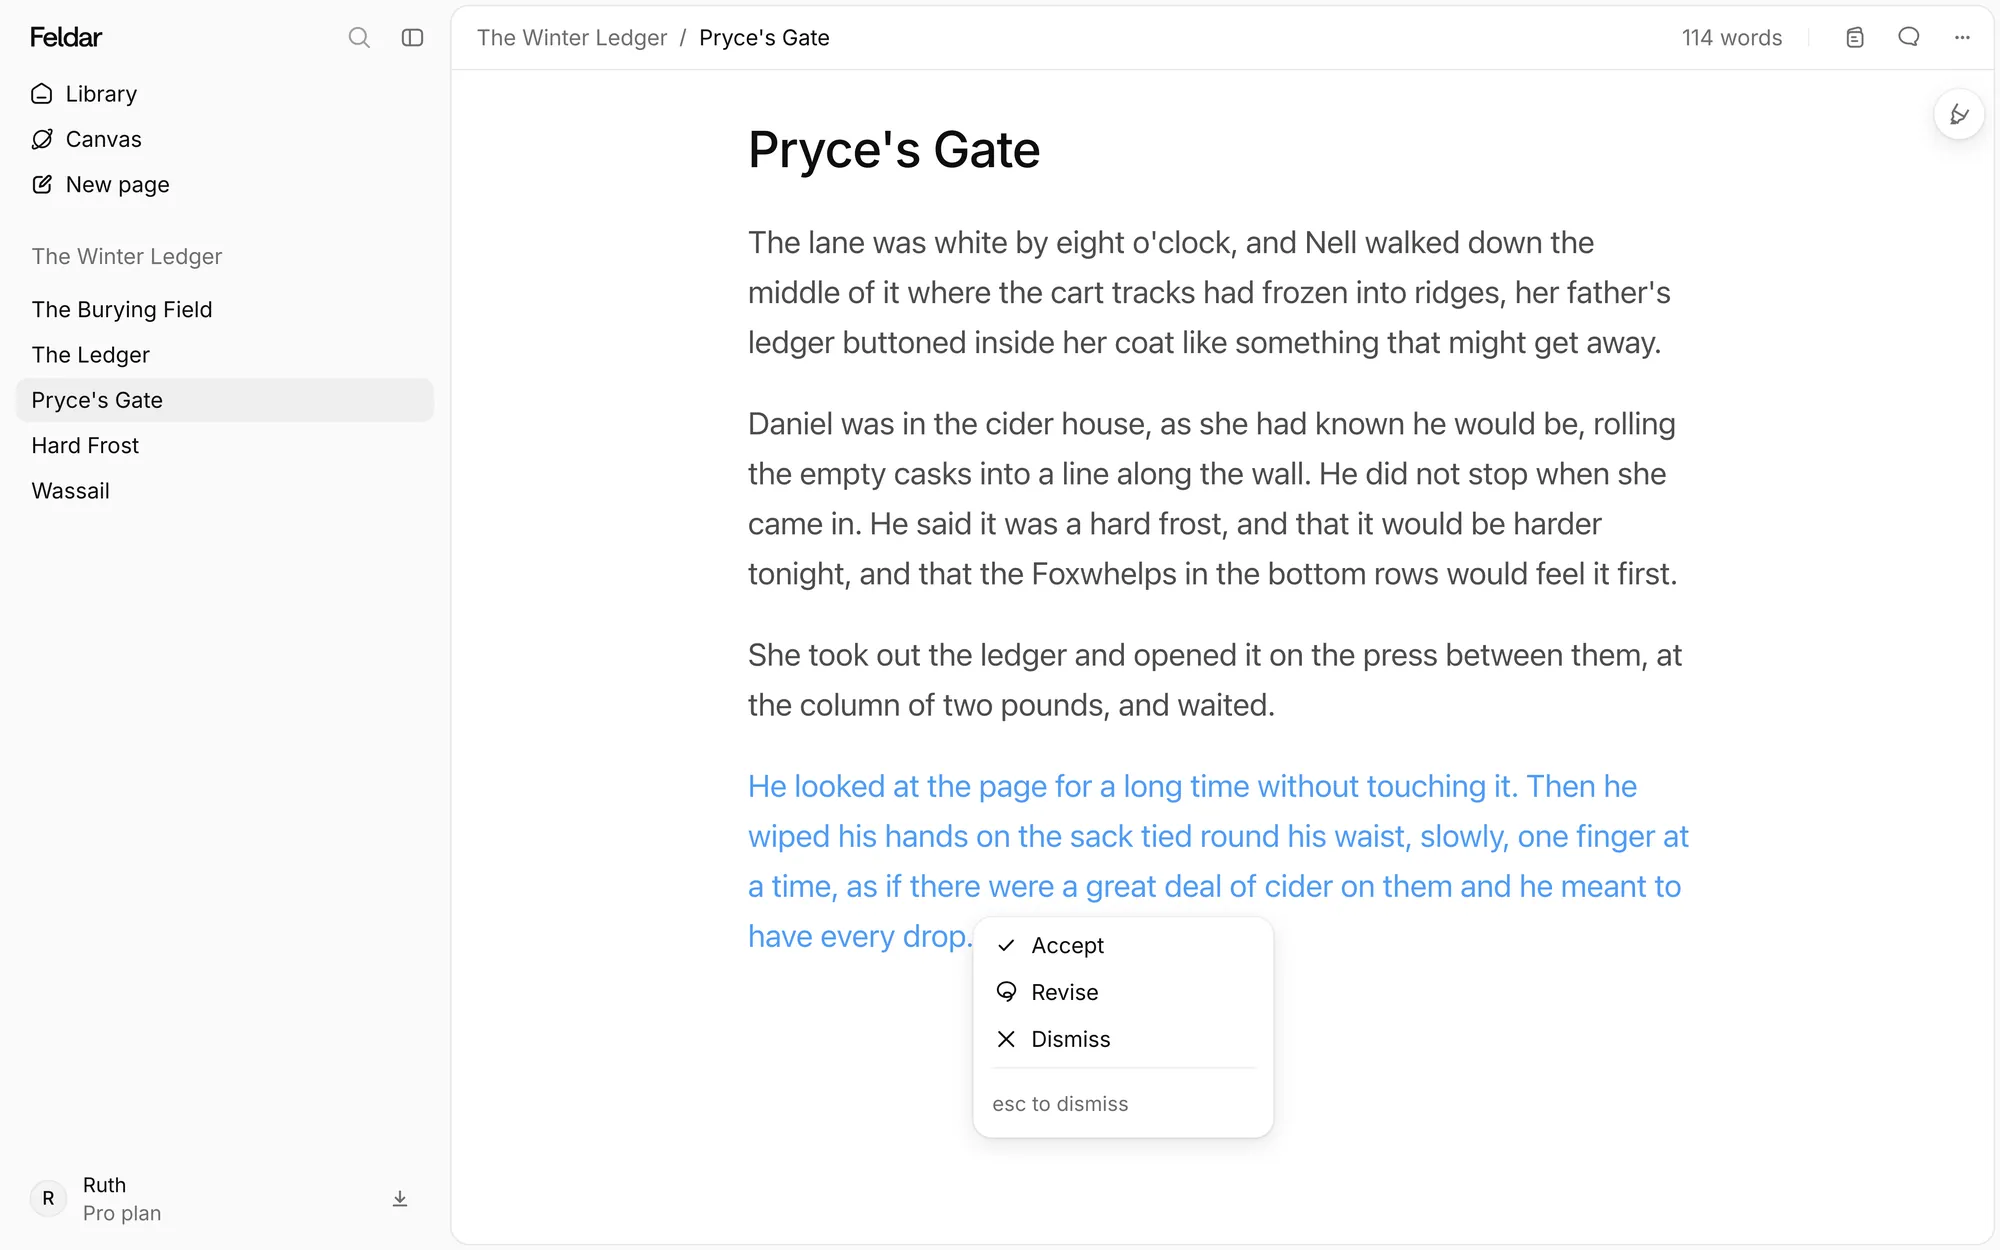 Feldar
Library
Canvas
New page
The Winter Ledger
The Burying Field
The Ledger
Pryce's Gate
Hard Frost
Wassail
R
Ruth
Pro plan
The Winter Ledger / Pryce's Gate
114 words
Pryce's Gate
The lane was white by eight o'clock, and Nell walked down the
middle of it where the cart tracks had frozen into ridges, her father's
ledger buttoned inside her coat like something that might get away.
Daniel was in the cider house, as she had known he would be, rolling
the empty casks into a line along the wall. He did not stop when she
came in. He said it was a hard frost, and that it would be harder
tonight, and that the Foxwhelps in the bottom rows would feel it first.
She took out the ledger and opened it on the press between them, at
the column of two pounds, and waited.
He looked at the page for a long time without touching it. Then he
wiped his hands on the sack tied round his waist, slowly, one finger at
a time, as if there were a great deal of cider on them and he meant to
have every drop.
Accept
Revise
Dismiss
esc to dismiss